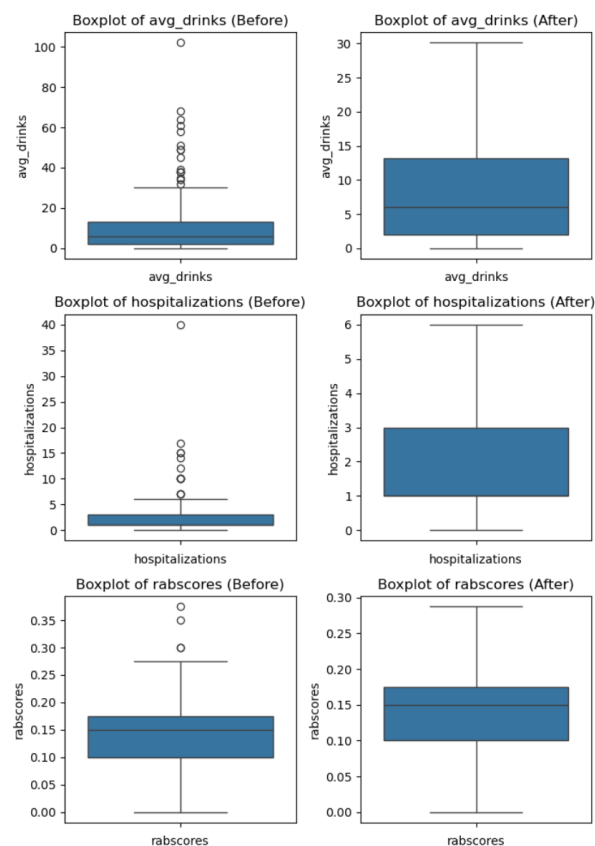 Boxplot of avg_drinks (Before)
100
80
60
40
20
0
avg_drinks
avg_drinks
Boxplot of avg_drinks (After)
30
25
20
15
10
5
0
avg_drinks
avg_drinks
Boxplot of hospitalizations (Before)
40
35
30
25
20
15
10
5
0
hospitalizations
hospitalizations
Boxplot of hospitalizations (After)
6
5
4
3
2
1
0
hospitalizations
hospitalizations
Boxplot of rabscores (Before)
0.35
0.30
0.25
0.20
0.15
0.10
0.05
0.00
rabscores
rabscores
Boxplot of rabscores (After)
0.30
0.25
0.20
0.15
0.10
0.05
0.00
rabscores
rabscores